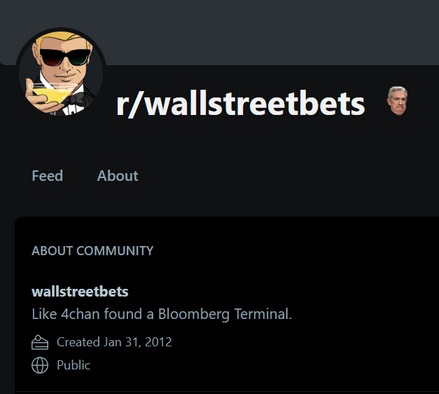 r/wallstreetbets
Feed About
ABOUT COMMUNITY
wallstreetbets
Like 4chan found a Bloomberg Terminal.
Created Jan 31, 2012
Public